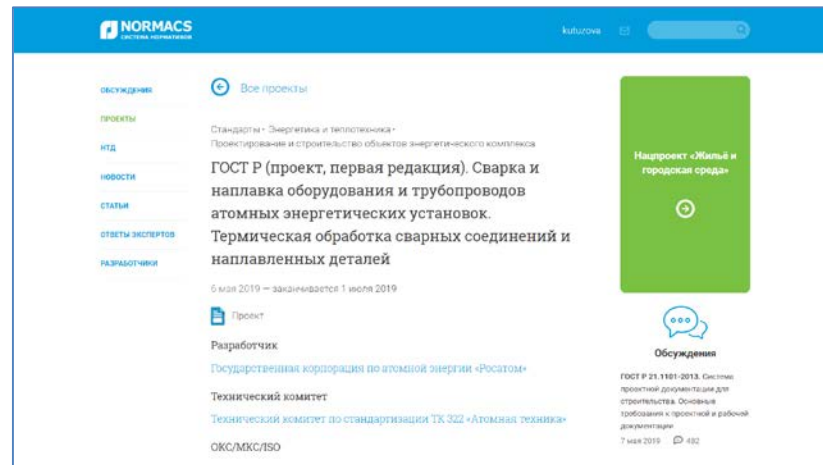 NORMACS
СИСТЕМА НОРМАТИВОВ
kutuzova
ОБСУЖДЕНИЯ
ПРОЕКТЫ
НТД
НОВОСТИ
СТАТЬИ
ОТВЕТЫ ЭКСПЕРТОВ
РАЗРАБОТЧИКИ
Все проекты
Стандарты • Энергетика и теплотехника •
Проектирование и строительство объектов энергетического комплекса
ГОСТ Р (проект, первая редакция). Сварка и
наплавка оборудования и трубопроводов
атомных энергетических установок.
Термическая обработка сварных соединений и
наплавленных деталей
6 мая 2019 — заканчивается 1 июля 2019
Проект
Разработчик
Государственная корпорация по атомной энергии «Росатом»
Технический комитет
Технический комитет по стандартизации ТК 322 «Атомная техника»
ОКС/МКС/ISO
Нацпроект «Жильё и
городская среда»
Обсуждения
ГОСТ Р 21.1101-2013. Система
проектной документации для
строительства. Основные
требования к проектной и рабочей
документации
7 мая 2019 492